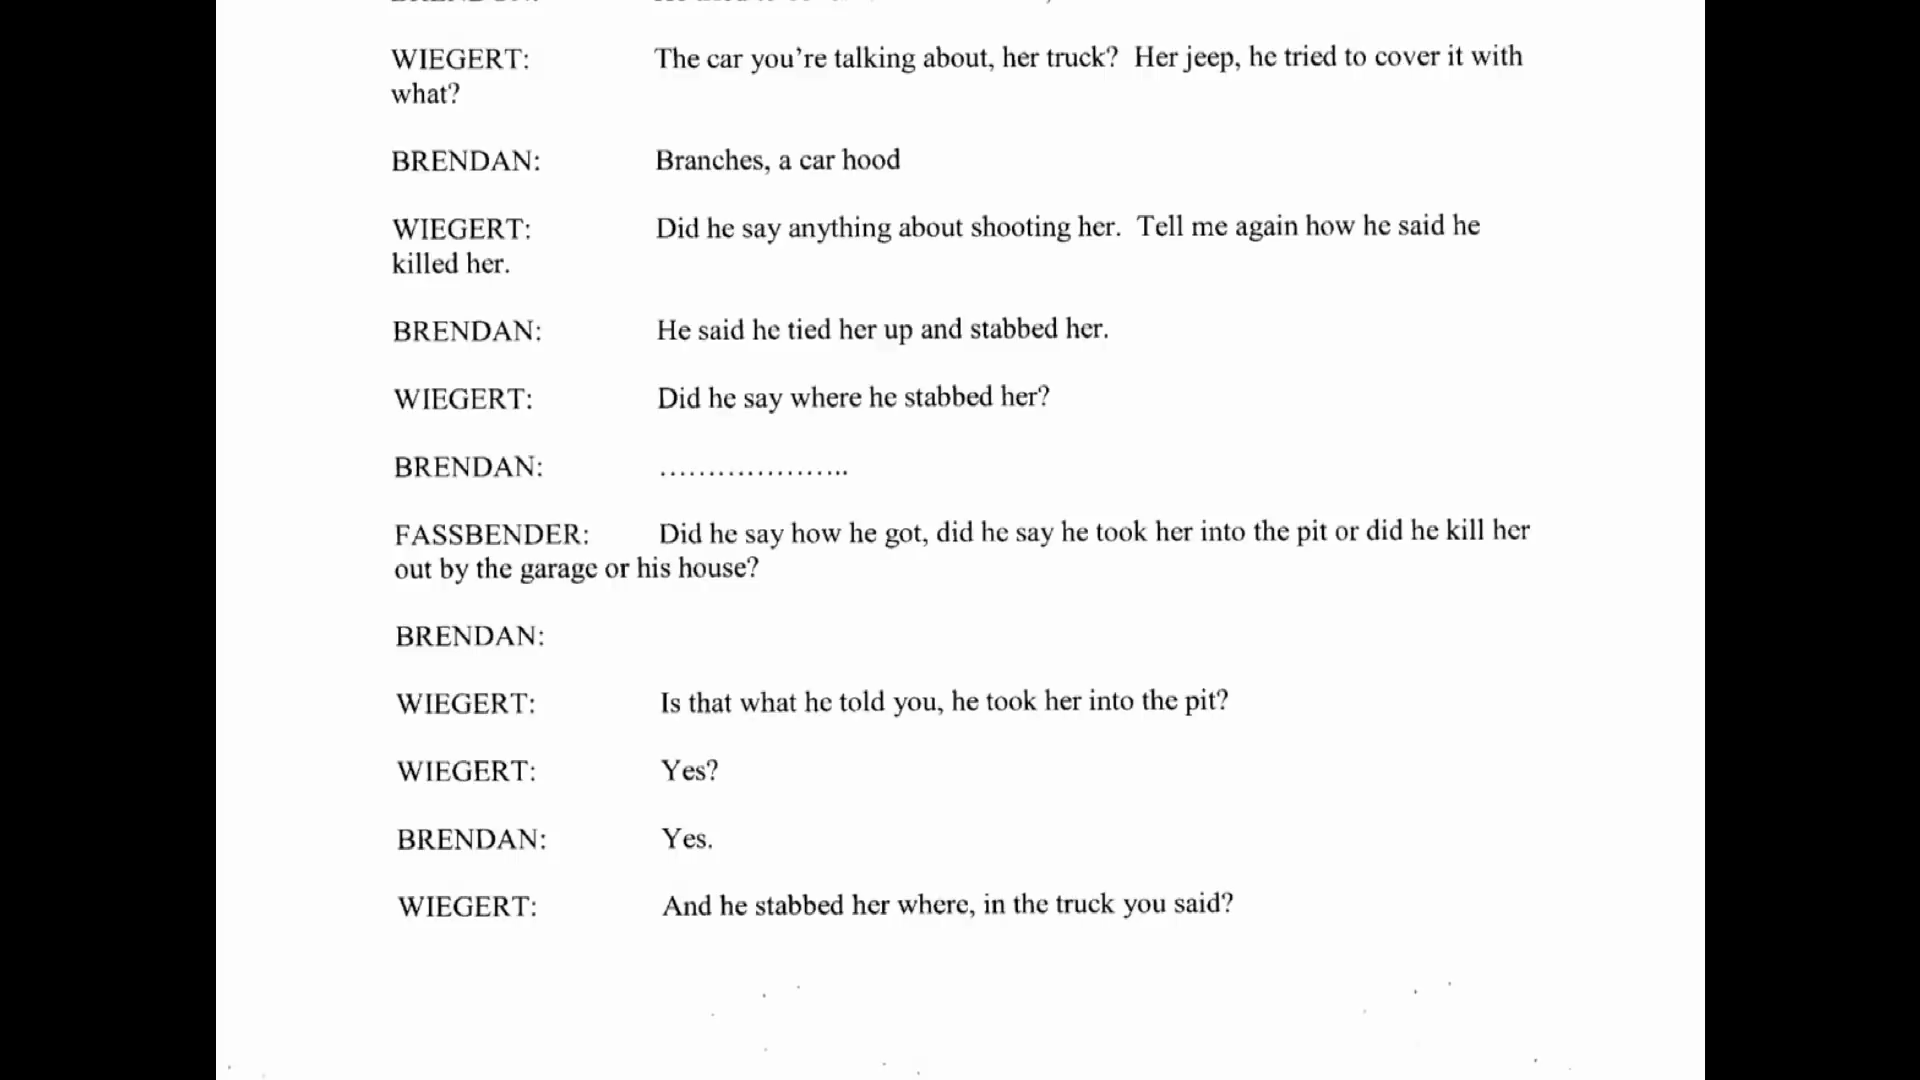 WIEGERT: The car you're talking about, her truck? Her jeep, he tried to cover it with
what?
BRENDAN: Branches, a car hood
WIEGERT: Did he say anything about shooting her. Tell me again how he said he
killed her.
BRENDAN: He said he tied her up and stabbed her.
WIEGERT: Did he say where he stabbed her?
BRENDAN: ………………..
FASSBENDER: Did he say how he got, did he say he took her into the pit or did he kill her
out by the garage or his house?
BRENDAN:
WIEGERT: Is that what he told you, he took her into the pit?
WIEGERT: Yes?
BRENDAN: Yes.
WIEGERT: And he stabbed her where, in the truck you said?